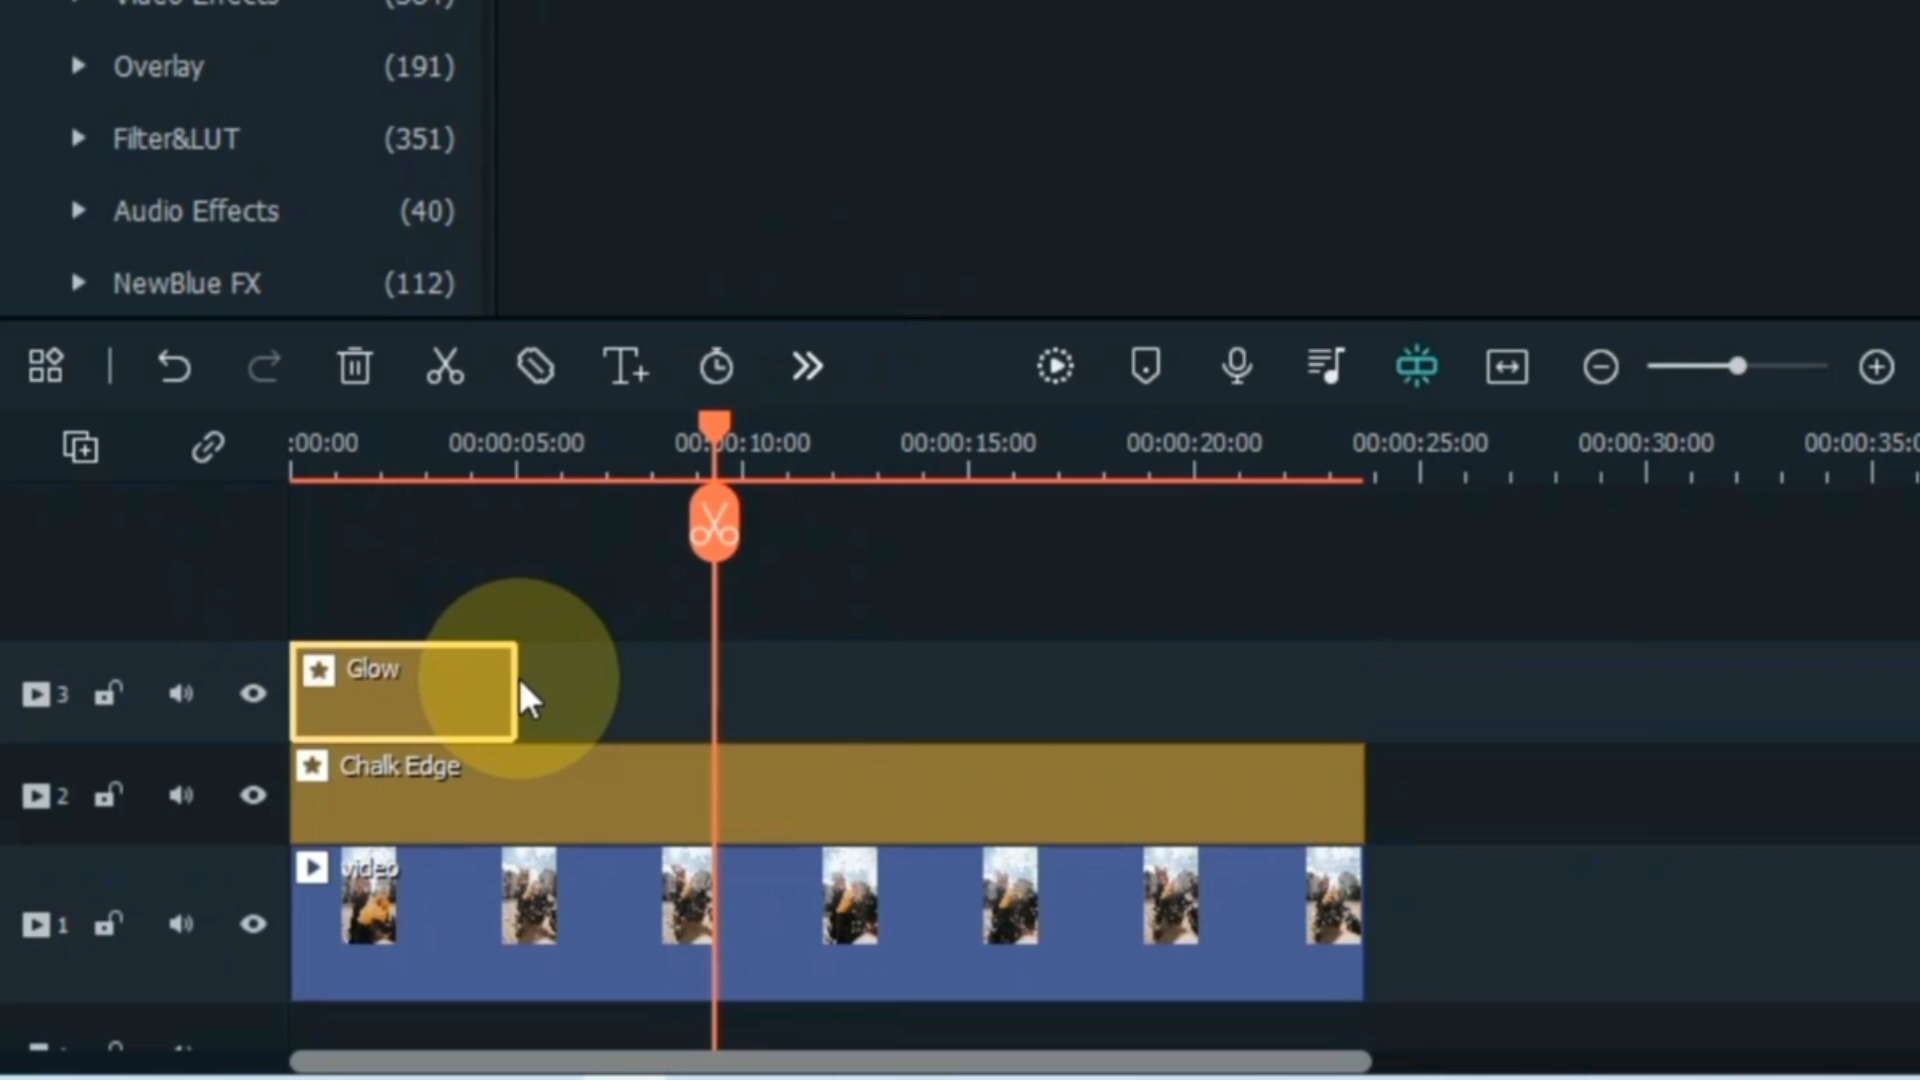 Video Effects
Overlay (191)
Filter&LUT (351)
Audio Effects (40)
NewBlue FX (112)
:00:00 00:00:05:00 00:00:10:00 00:00:15:00 00:00:20:00 00:00:25:00 00:00:30:00 00:00:35:0
3 Glow
2 Chalk Edge
1 video